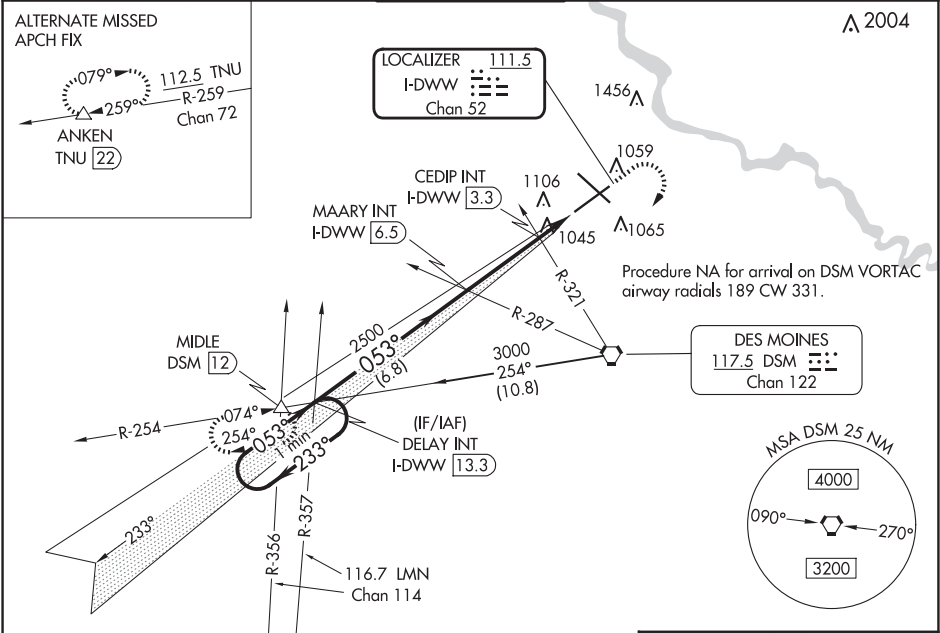 ALTERNATE MISSED
APCH FIX
079°
112.5 TNU
R-259
259°
Chan 72
ANKEN
TNU 22
LOCALIZER 111.5
I-DWW
Chan 52
2004
1456
1059
1106
1045
1065
CEDIP INT
I-DWW 3.3
MAARY INT
I-DWW 6.5
R-321
R-287
Procedure NA for arrival on DSM VORTAC
airway radials 189 CW 331.
DES MOINES
117.5 DSM
Chan 122
MIDLE
DSM 12
2500
053°
(6.8)
3000
254°
(10.8)
R-254
074°
254°
053°
1 min
233°
(IF/IAF)
DELAY INT
I-DWW 13.3
233°
R-356
R-357
116.7 LMN
Chan 114
MSA DSM 25 NM
4000
090°
270°
3200